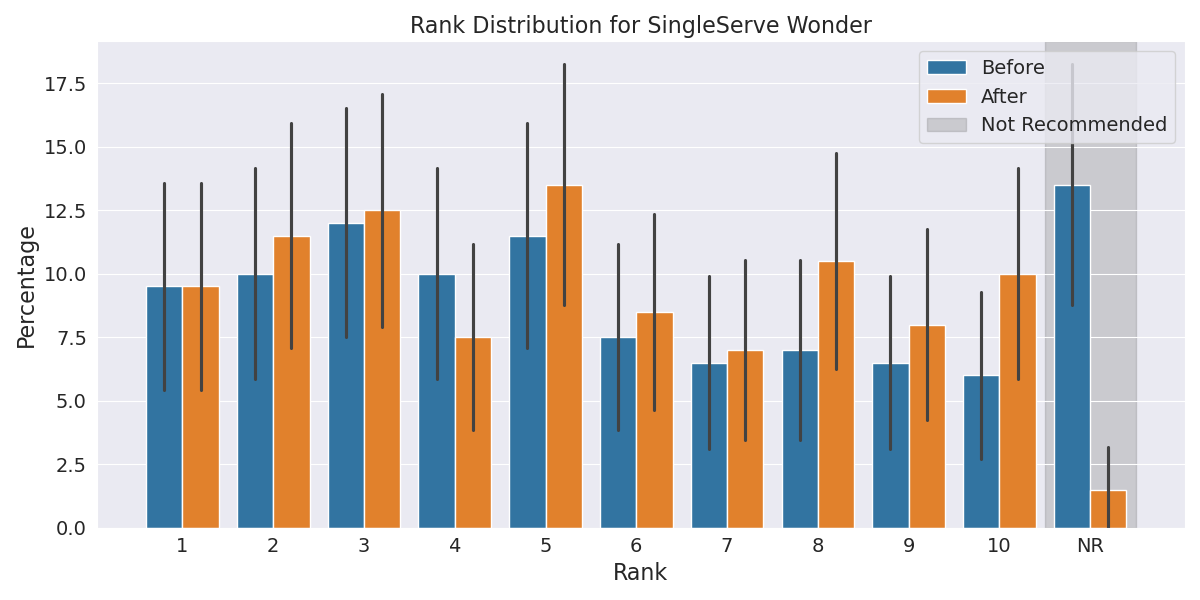 Rank Distribution for SingleServe Wonder
Before
After
Not Recommended
Percentage
17.5
15.0
12.5
10.0
7.5
5.0
2.5
0.0
1 2 3 4 5 6 7 8 9 10 NR
Rank